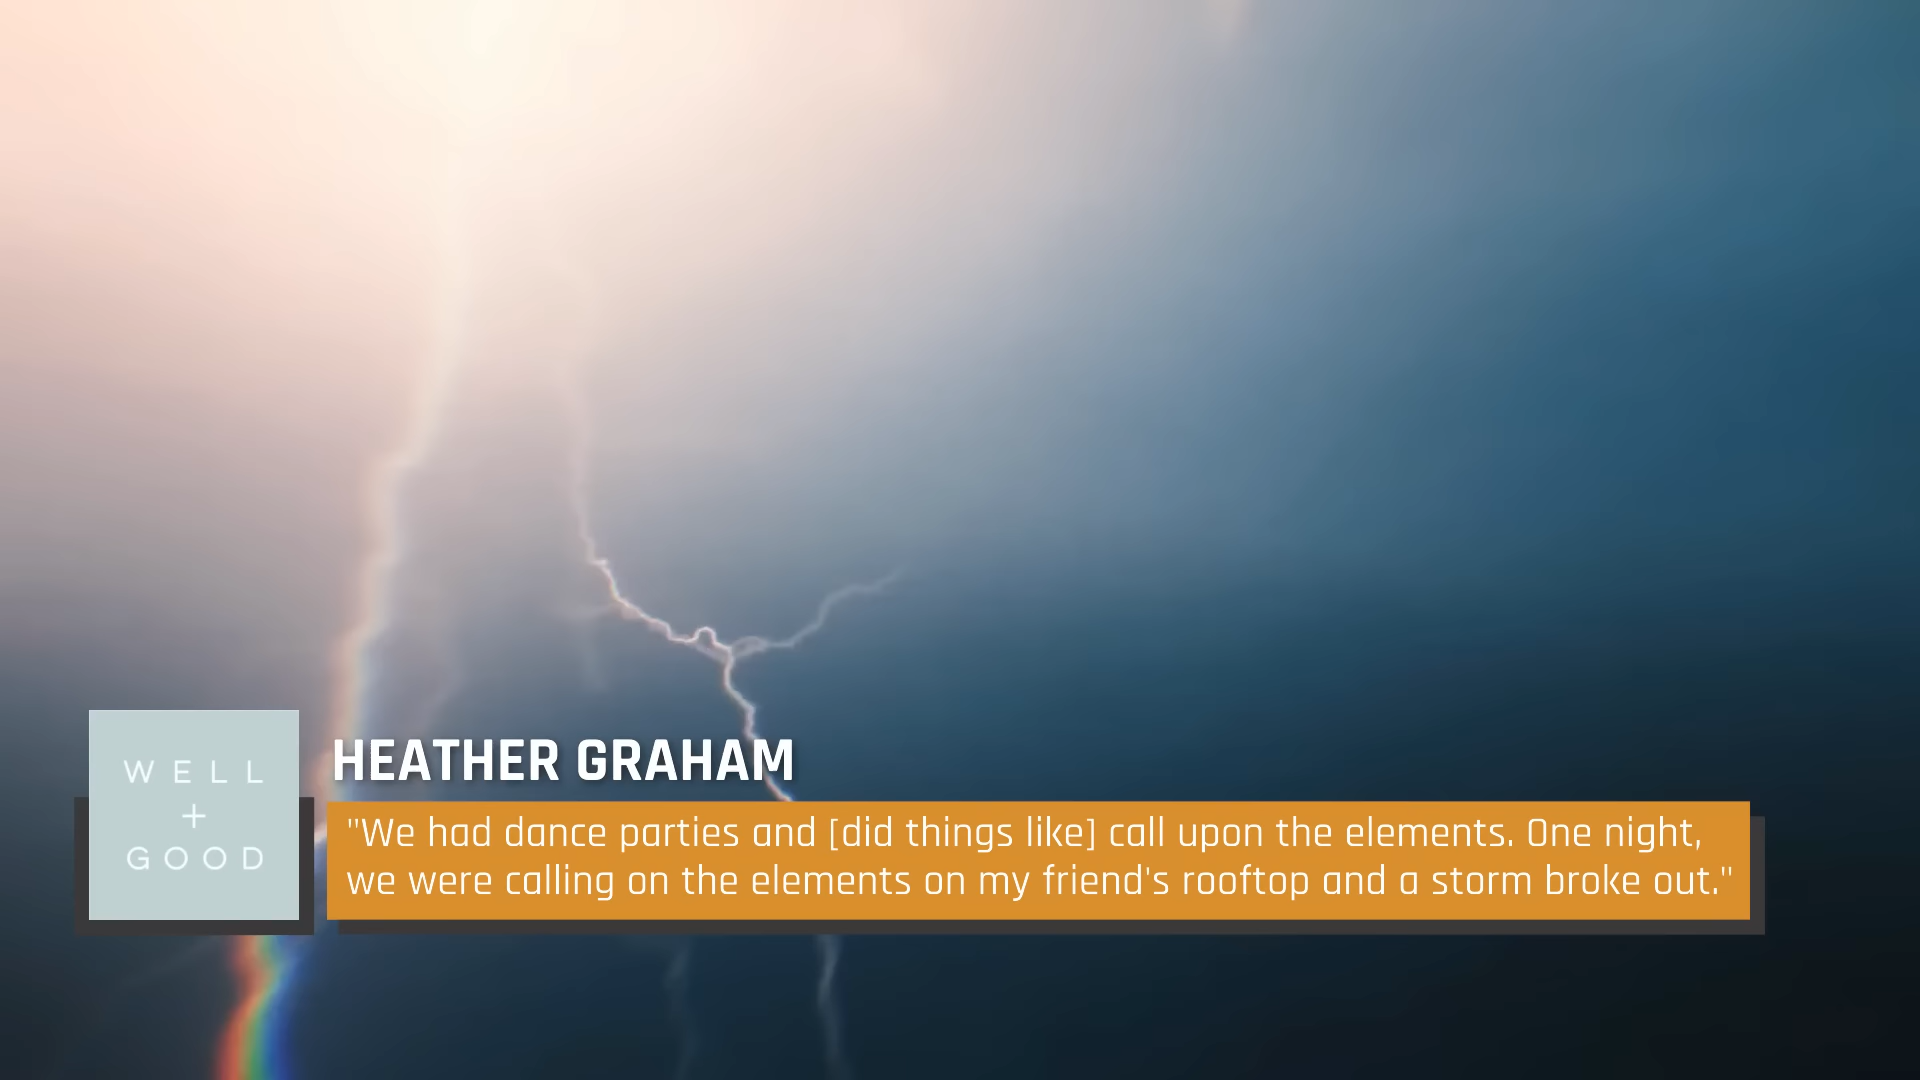 WELL
+
GOOD
HEATHER GRAHAM
"We had dance parties and [did things like] call upon the elements. One night,
we were calling on the elements on my friend's rooftop and a storm broke out."